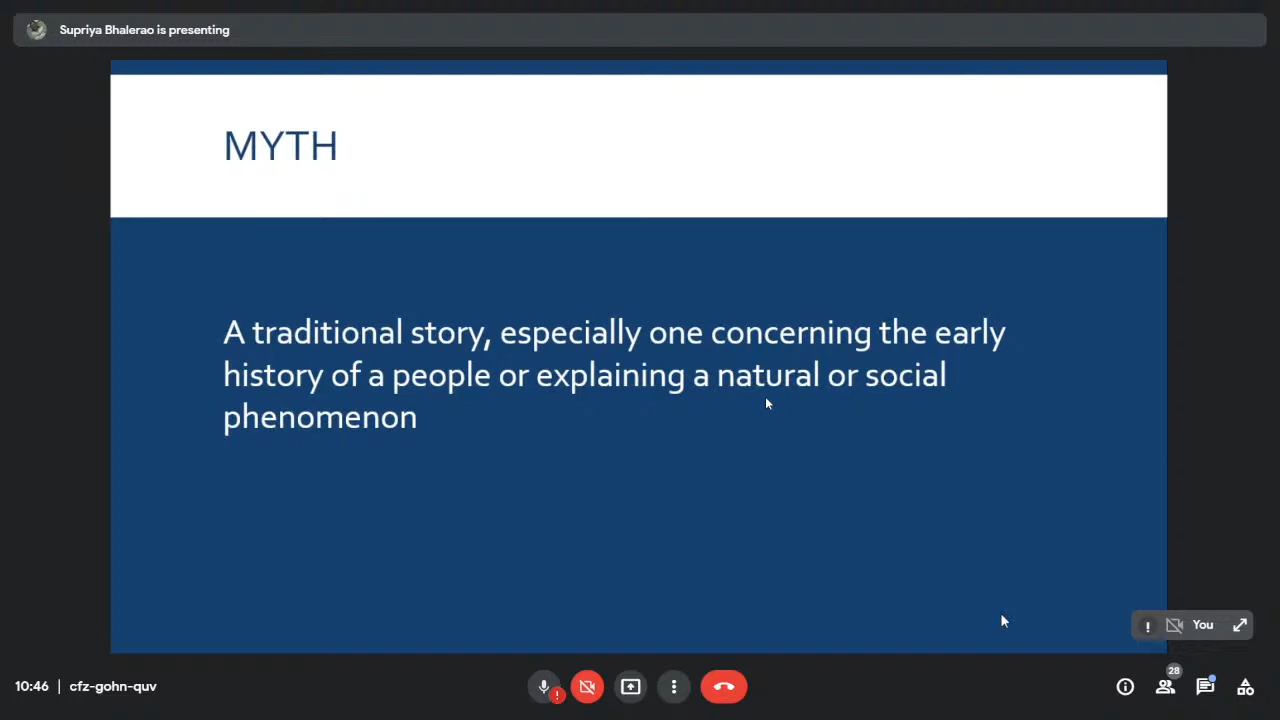 Supriya Bhalerao is presenting
MYTH
A traditional story, especially one concerning the early
history of a people or explaining a natural or social
phenomenon
You
10:46 | cfz-gohn-quv
28